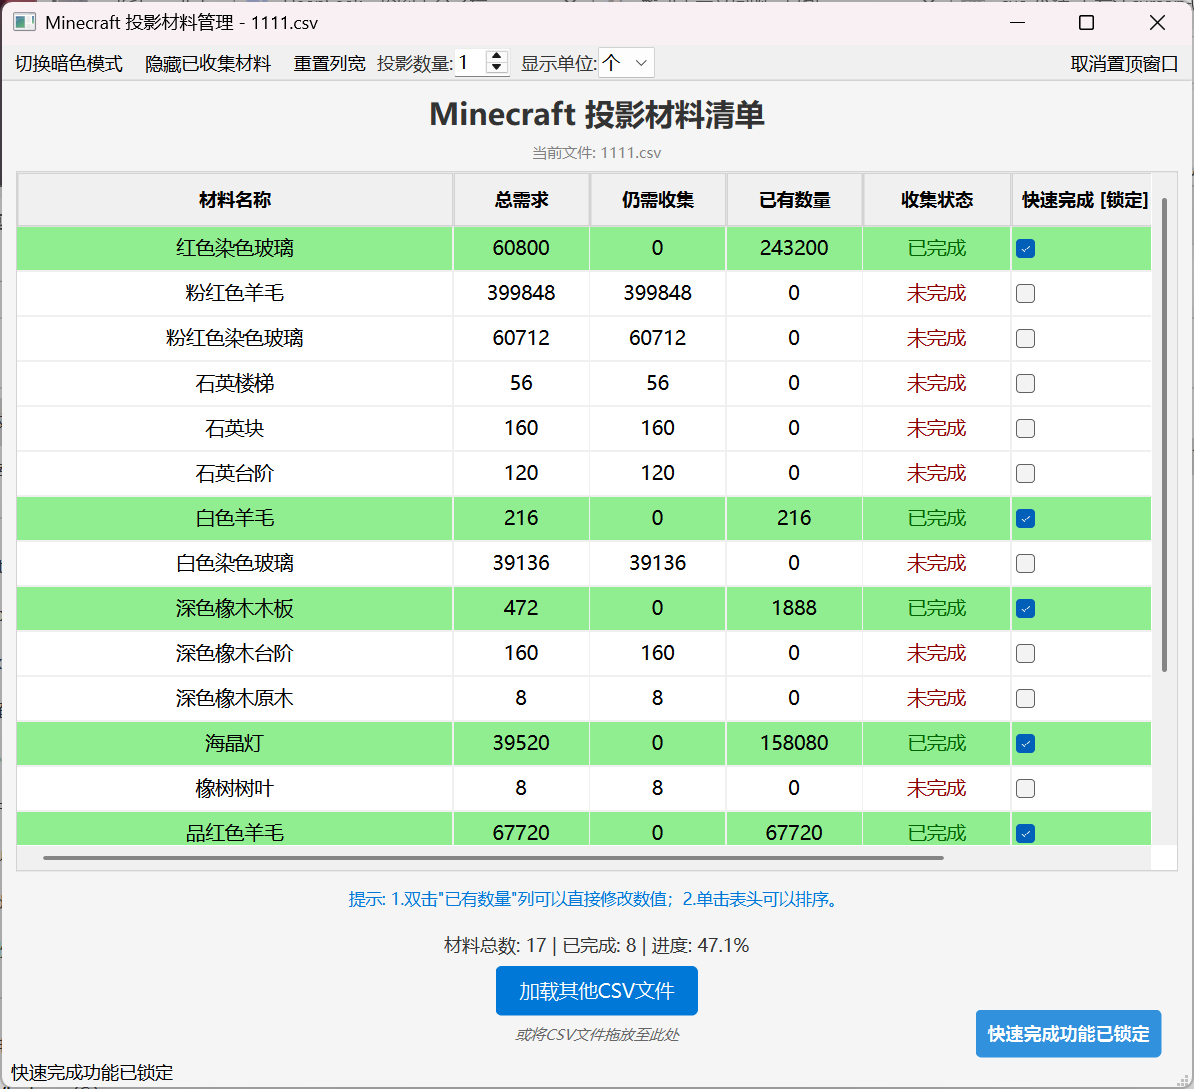 Minecraft 投影材料管理 - 1111.csv
切换暗色模式 隐藏已收集材料 重置列宽 投影数量: 1 显示单位: 个 取消置顶窗口
Minecraft 投影材料清单
当前文件: 1111.csv
材料名称 总需求 仍需收集 已有数量 收集状态 快速完成 [锁定]
红色染色玻璃 60800 0 243200 已完成
粉红色羊毛 399848 399848 0 未完成
粉红色染色玻璃 60712 60712 0 未完成
石英楼梯 56 56 0 未完成
石英块 160 160 0 未完成
石英台阶 120 120 0 未完成
白色羊毛 216 0 216 已完成
白色染色玻璃 39136 39136 0 未完成
深色橡木木板 472 0 1888 已完成
深色橡木台阶 160 160 0 未完成
深色橡木原木 8 8 0 未完成
海晶灯 39520 0 158080 已完成
橡树树叶 8 8 0 未完成
品红色羊毛 67720 0 67720 已完成
提示: 1.双击"已有数量"列可以直接修改数值；2.单击表头可以排序。
材料总数: 17 | 已完成: 8 | 进度: 47.1%
加载其他CSV文件
或将CSV文件拖放至此处
快速完成功能已锁定
快速完成功能已锁定